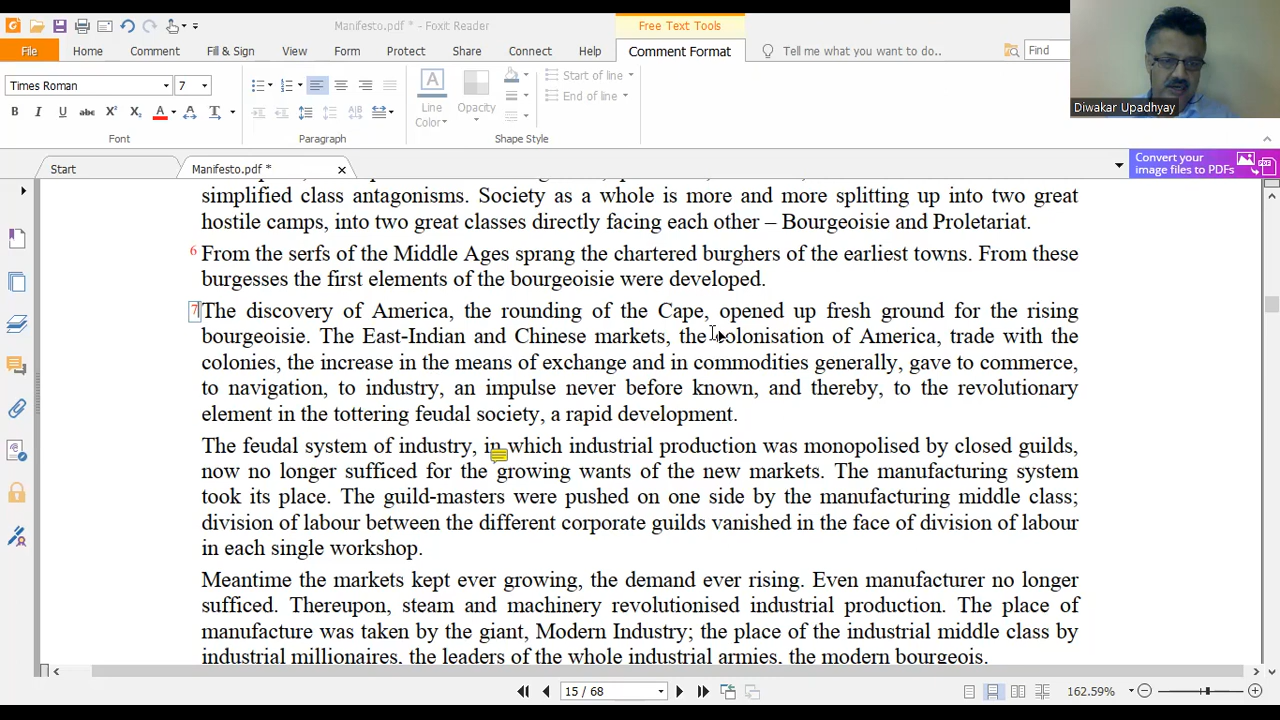 Manifesto.pdf * - Foxit Reader
Free Text Tools
File
Home
Comment
Fill & Sign
View
Form
Protect
Share
Connect
Help
Comment Format
Tell me what you want to do..
Find
Times Roman
7
Line
Color
Opacity
Start of line
End of line
Font
Paragraph
Shape Style
Diwakar Upadhyay
Start
Manifesto.pdf *
Convert your
image files to PDFs
simplified class antagonisms. Society as a whole is more and more splitting up into two great
hostile camps, into two great classes directly facing each other – Bourgeoisie and Proletariat.
6 From the serfs of the Middle Ages sprang the chartered burghers of the earliest towns. From these
burgesses the first elements of the bourgeoisie were developed.
7 The discovery of America, the rounding of the Cape, opened up fresh ground for the rising
bourgeoisie. The East-Indian and Chinese markets, the colonisation of America, trade with the
colonies, the increase in the means of exchange and in commodities generally, gave to commerce,
to navigation, to industry, an impulse never before known, and thereby, to the revolutionary
element in the tottering feudal society, a rapid development.
The feudal system of industry, in which industrial production was monopolised by closed guilds,
now no longer sufficed for the growing wants of the new markets. The manufacturing system
took its place. The guild-masters were pushed on one side by the manufacturing middle class;
division of labour between the different corporate guilds vanished in the face of division of labour
in each single workshop.
Meantime the markets kept ever growing, the demand ever rising. Even manufacturer no longer
sufficed. Thereupon, steam and machinery revolutionised industrial production. The place of
manufacture was taken by the giant, Modern Industry; the place of the industrial middle class by
industrial millionaires, the leaders of the whole industrial armies, the modern bourgeois.
15 / 68
162.59%